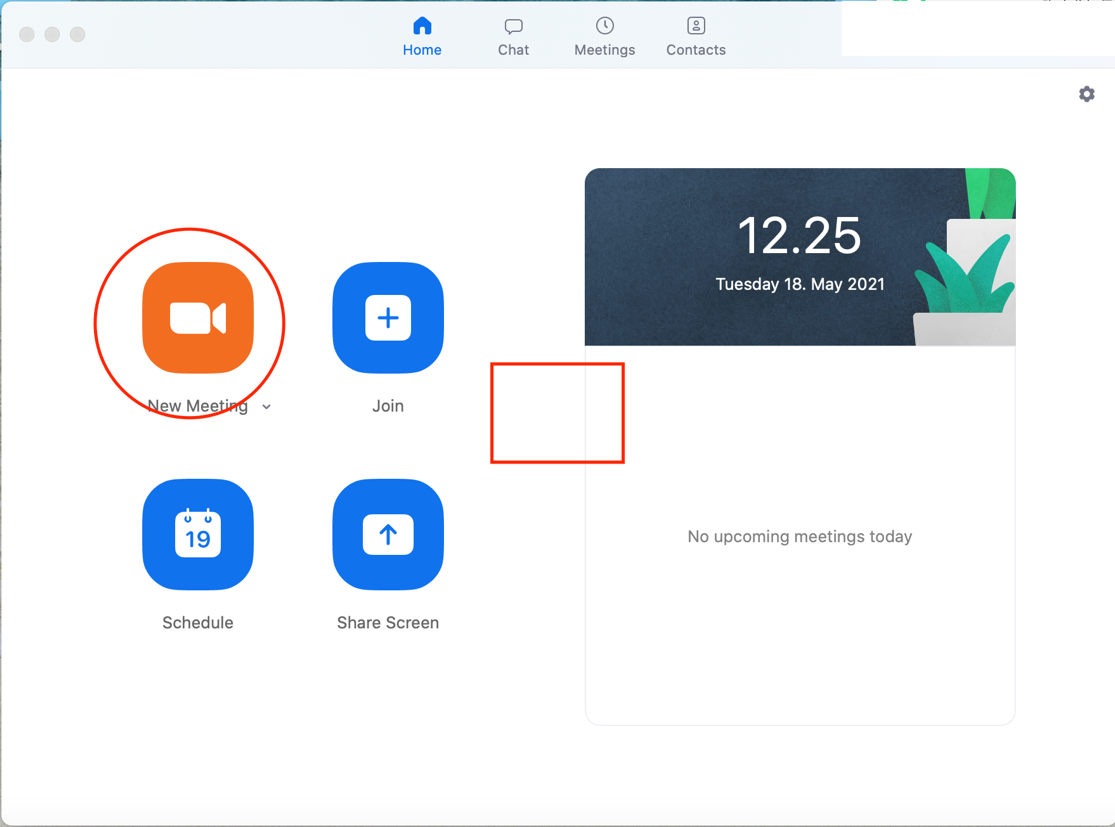 Home
Chat
Meetings
Contacts
12.25
Tuesday 18. May 2021
New Meeting
Join
19
No upcoming meetings today
Schedule
Share Screen